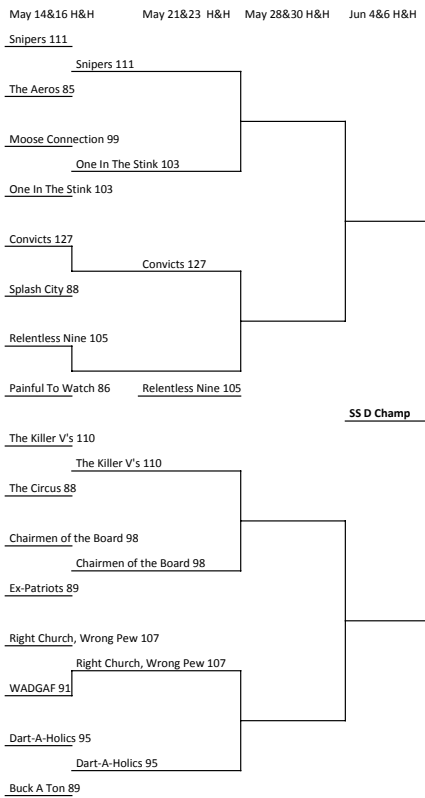 May 14&16 H&H May 21&23 H&H May 28&30 H&H Jun 4&6 H&H
Snipers 111
Snipers 111
The Aeros 85
Moose Connection 99
One In The Stink 103
One In The Stink 103
Convicts 127
Convicts 127
Splash City 88
Relentless Nine 105
Painful To Watch 86 Relentless Nine 105
SS D Champ
The Killer V's 110
The Killer V's 110
The Circus 88
Chairmen of the Board 98
Chairmen of the Board 98
Ex-Patriots 89
Right Church, Wrong Pew 107
Right Church, Wrong Pew 107
WADGAF 91
Dart-A-Holics 95
Dart-A-Holics 95
Buck A Ton 89